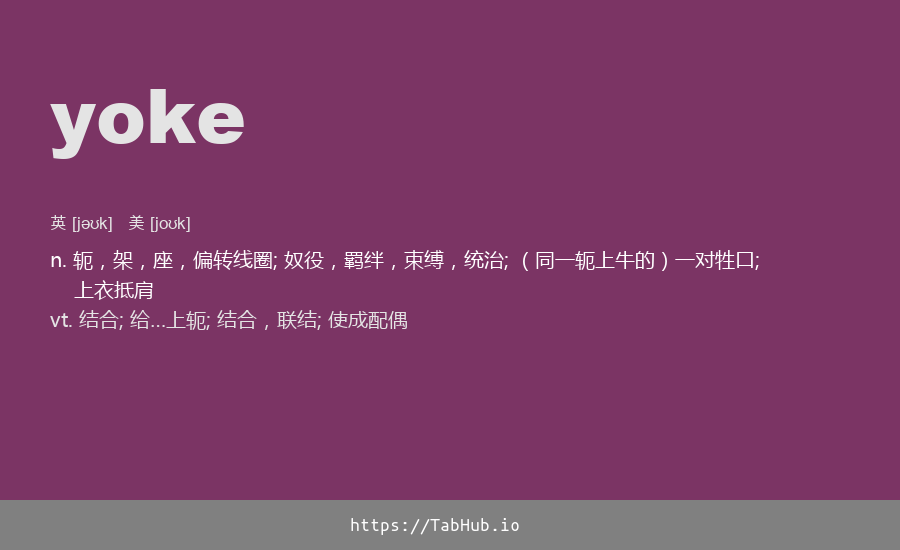 yoke
英 [jəʊk]   美 [joʊk]
n. 轭，架，座，偏转线圈; 奴役，羁绊，束缚，统治; （同一轭上牛的）一对牲口;
上衣抵肩
vt. 结合; 给...上轭; 结合，联结; 使成配偶
https://TabHub.io